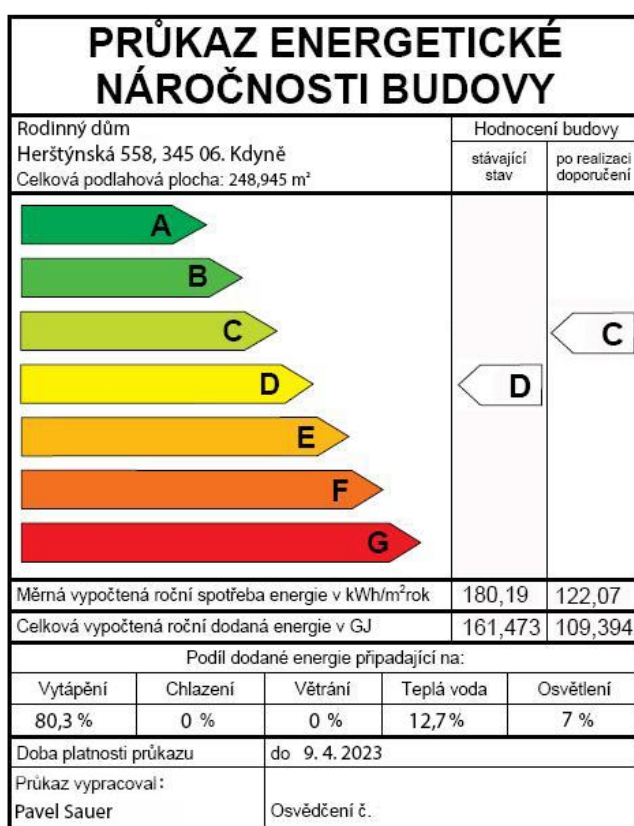 PRŮKAZ ENERGETICKÉ
NÁROČNOSTI BUDOVY
Rodinný dům
Herštýnská 558, 345 06. Kdyně
Celková podlahová plocha: 248,945 m²
Hodnocení budovy
stávající
stav
po realizaci
doporučení
A
B
C
C
D
D
E
F
G
Měrná vypočtená roční spotřeba energie v kWh/m²rok 180,19 122,07
Celková vypočtená roční dodaná energie v GJ 161,473 109,394
Podíl dodané energie připadající na:
Vytápění Chlazení Větrání Teplá voda Osvětlení
80,3 % 0 % 0 % 12,7% 7 %
Doba platnosti průkazu do 9. 4. 2023
Průkaz vypracoval:
Pavel Sauer Osvědčení č.